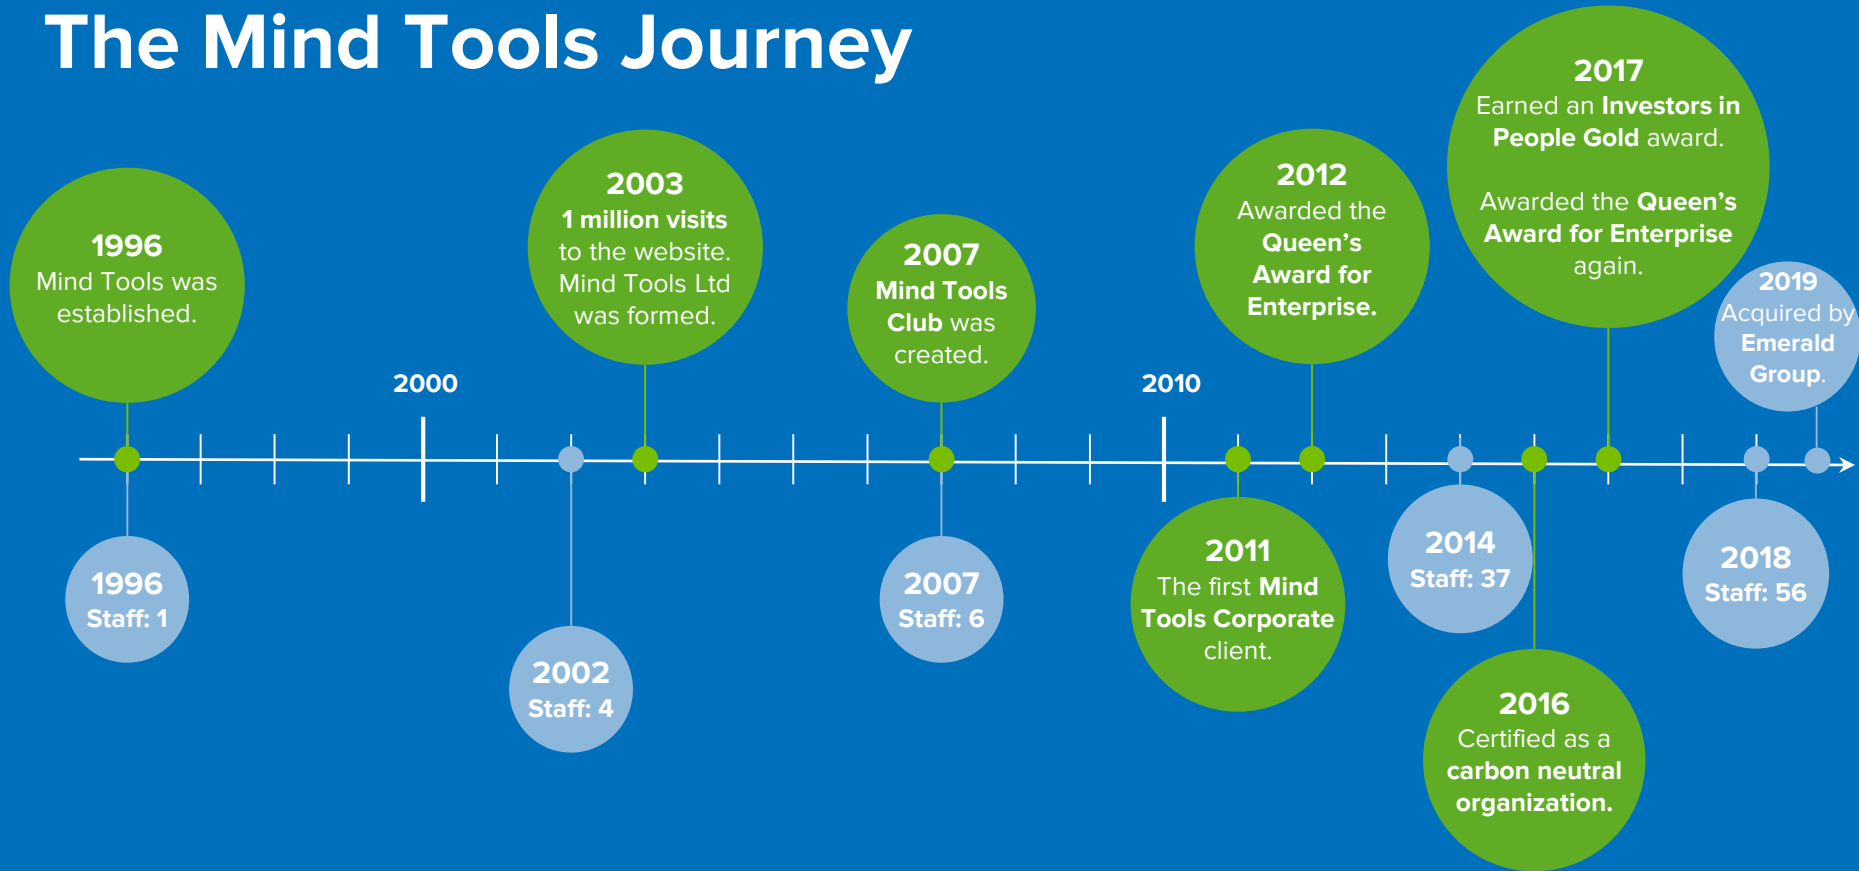 The Mind Tools Journey
1996
Mind Tools was
established.
2003
1 million visits
to the website.
Mind Tools Ltd
was formed.
2007
Mind Tools
Club was
created.
2012
Awarded the
Queen’s
Award for
Enterprise.
2017
Earned an Investors in
People Gold award.
Awarded the Queen’s
Award for Enterprise
again.
2019
Acquired by
Emerald
Group.
2000
2010
1996
Staff: 1
2002
Staff: 4
2007
Staff: 6
2011
The first Mind
Tools Corporate
client.
2014
Staff: 37
2016
Certified as a
carbon neutral
organization.
2018
Staff: 56